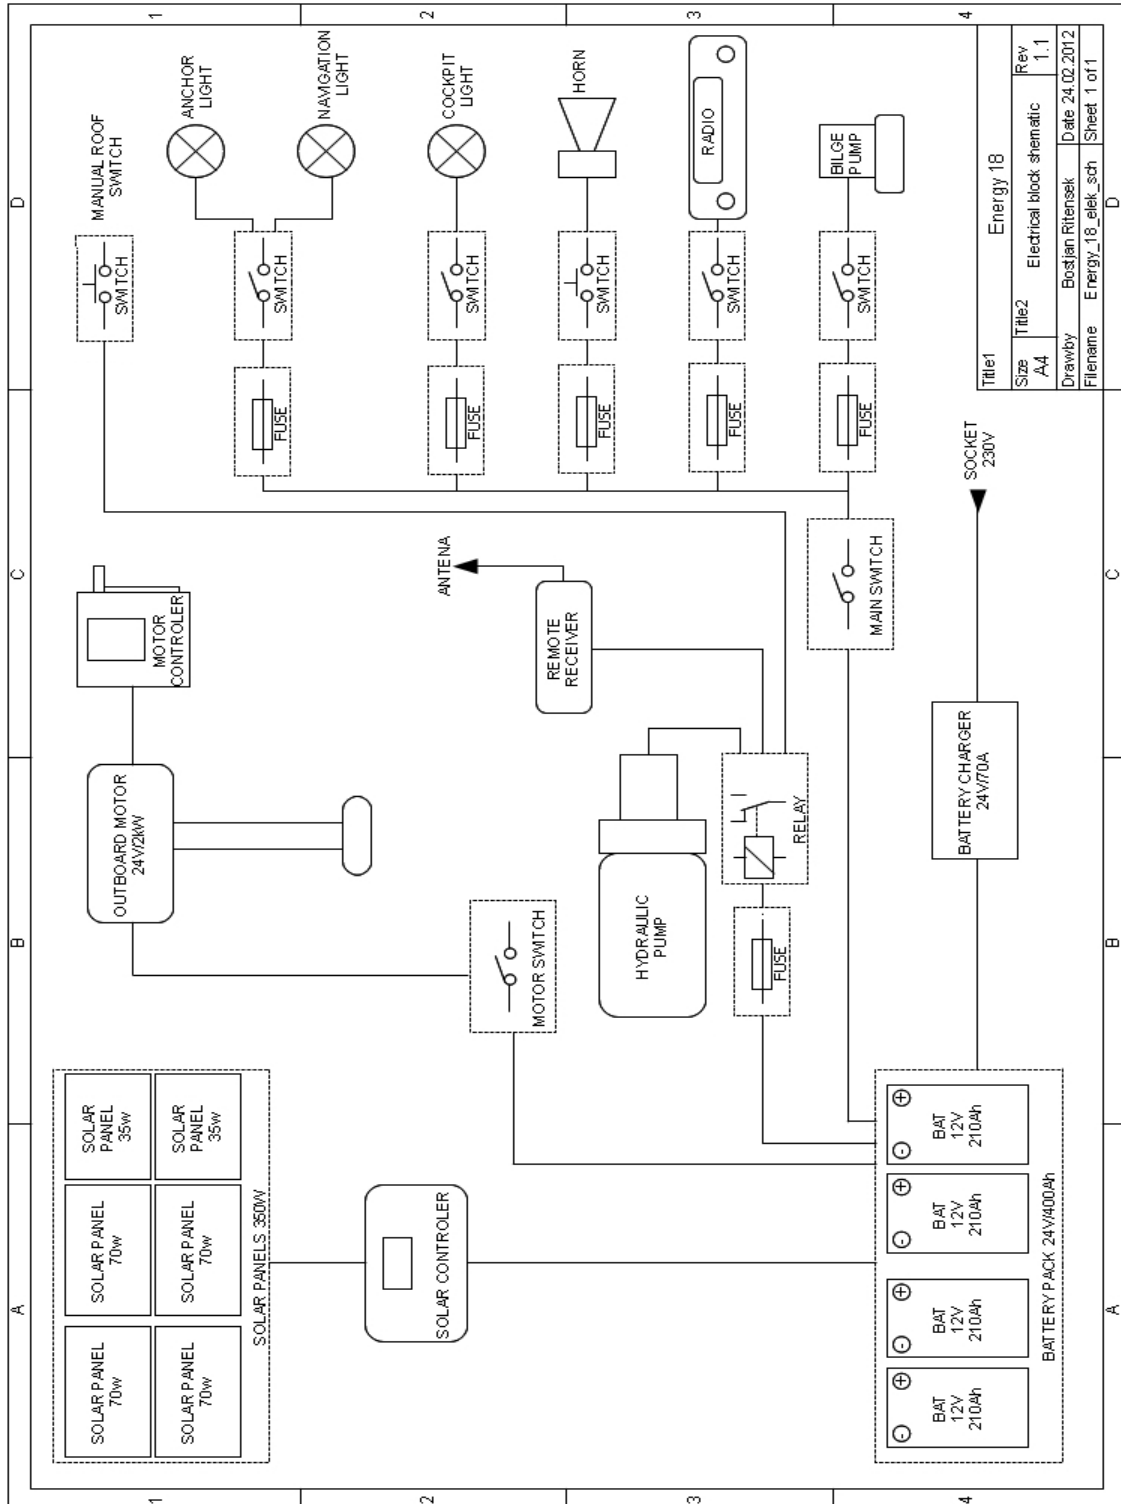 A
B
C
D
1
2
3
4
SOLAR PANEL
70w
SOLAR PANEL
70w
SOLAR
PANEL
35w
SOLAR PANEL
70w
SOLAR PANEL
70w
SOLAR
PANEL
35w
SOLAR PANELS 350W
OUTBOARD MOTOR
24V/2kW
MOTOR
CONTROLER
MANUAL ROOF
SWITCH
SWITCH
ANCHOR
LIGHT
NAVIGATION
LIGHT
FUSE
SWITCH
SOLAR CONTROLER
MOTOR SWITCH
ANTENA
COCKPIT
LIGHT
FUSE
SWITCH
REMOTE
RECEIVER
HORN
FUSE
SWITCH
HYDRAULIC
PUMP
RELAY
FUSE
RADIO
FUSE
SWITCH
MAIN SWITCH
BILGE
PUMP
FUSE
SWITCH
BAT
12V
210Ah
BAT
12V
210Ah
BAT
12V
210Ah
BAT
12V
210Ah
BATTERY PACK 24V/400Ah
BATTERY CHARGER
24V/70A
SOCKET
230V
Title1
Energy 18
Size
A4
Title2
Electrical block shematic
Rev
1.1
Drawby
Bostjan Ritensek
Date 24.02.2012
Filename
Energy_18_elek_sch
Sheet 1 of 1
A
B
C
D
1
2
3
4